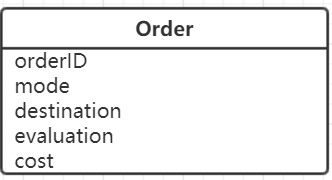 Order
orderID
mode
destination
evaluation
cost